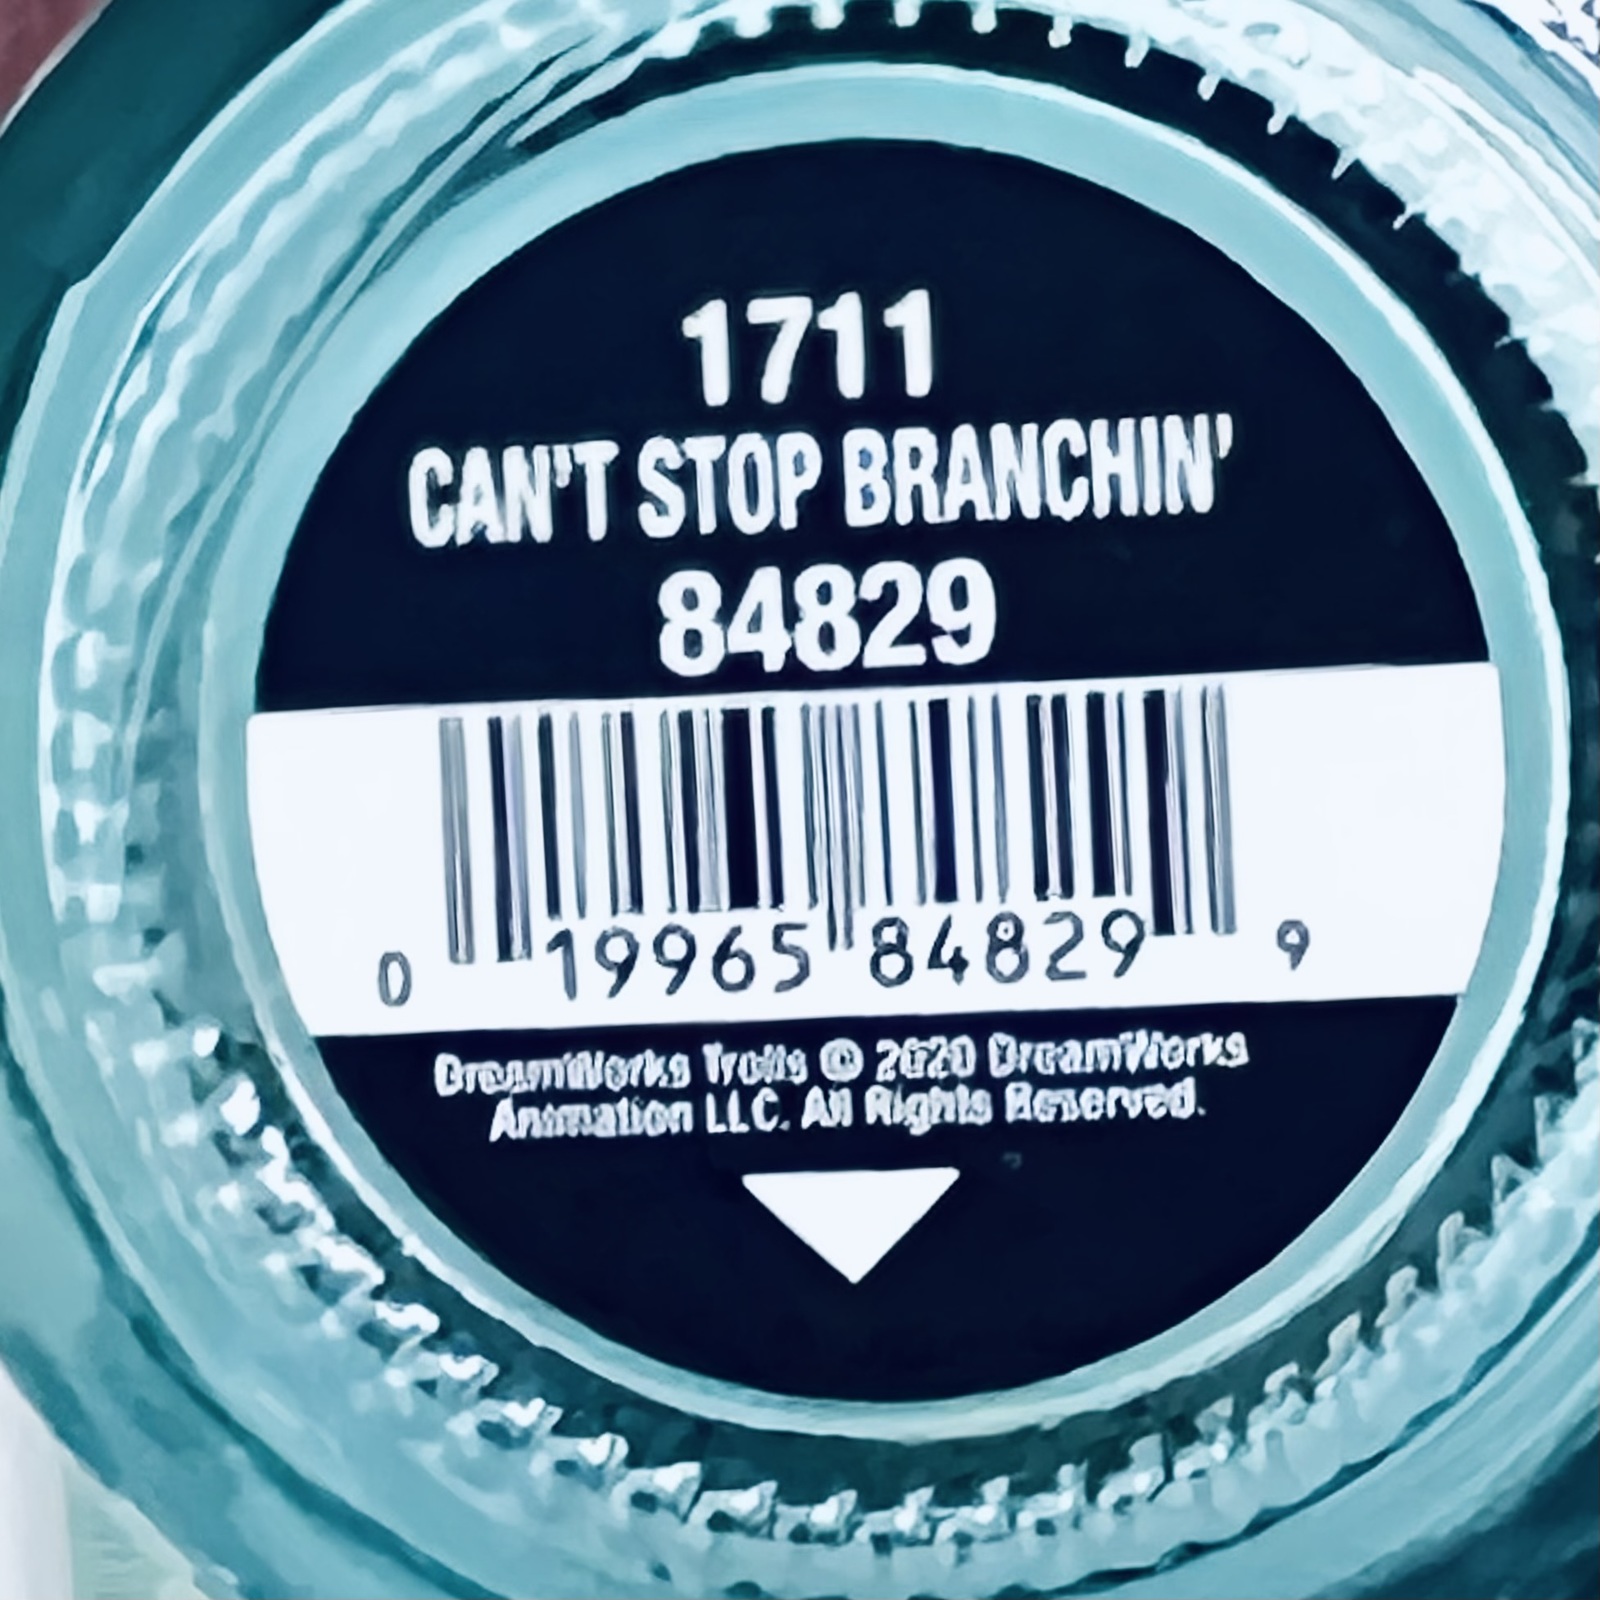 1711
CAN'T STOP BRANCHIN'
84829
0 19965 84829 9
DreamWorks Trolls © 2020 DreamWorks
Animation LLC. All Rights Reserved.